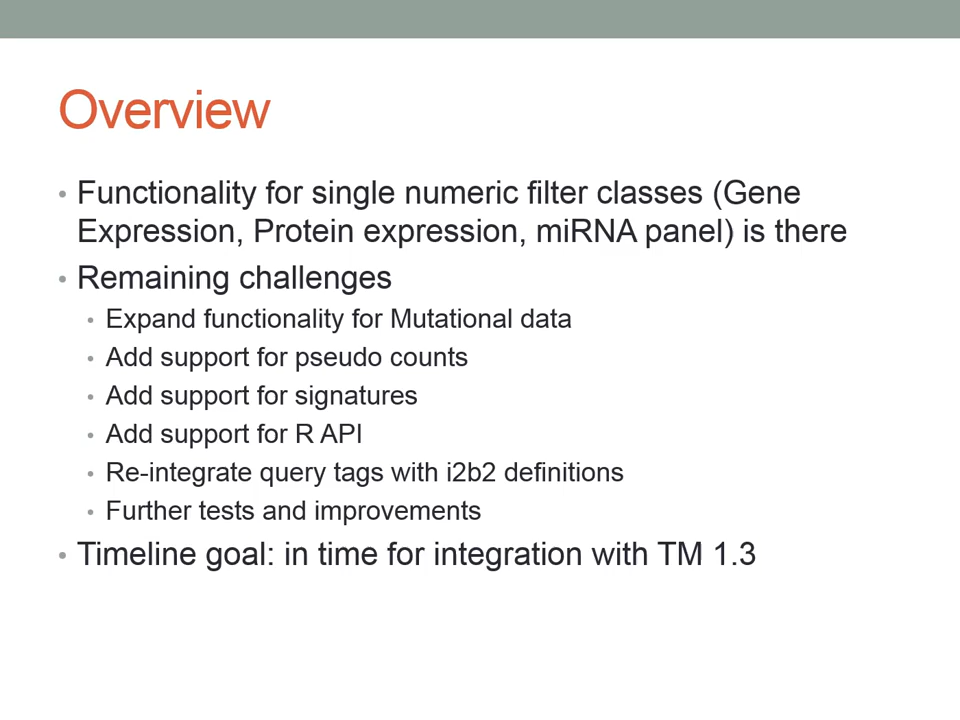 Overview
• Functionality for single numeric filter classes (Gene
Expression, Protein expression, miRNA panel) is there
• Remaining challenges
• Expand functionality for Mutational data
• Add support for pseudo counts
• Add support for signatures
• Add support for R API
• Re-integrate query tags with i2b2 definitions
• Further tests and improvements
• Timeline goal: in time for integration with TM 1.3